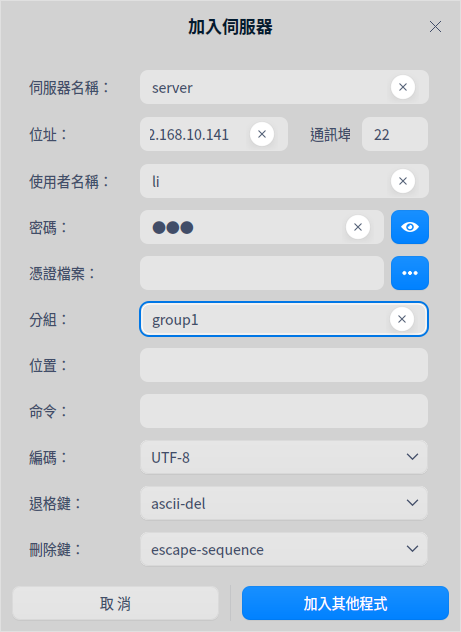 加入伺服器
伺服器名稱： server
位址： 2.168.10.141 通訊埠 22
使用者名稱： li
密碼： ●●●
憑證檔案：
分組： group1
位置：
命令：
編碼： UTF-8
退格鍵： ascii-del
刪除鍵： escape-sequence
取消 加入其他程式